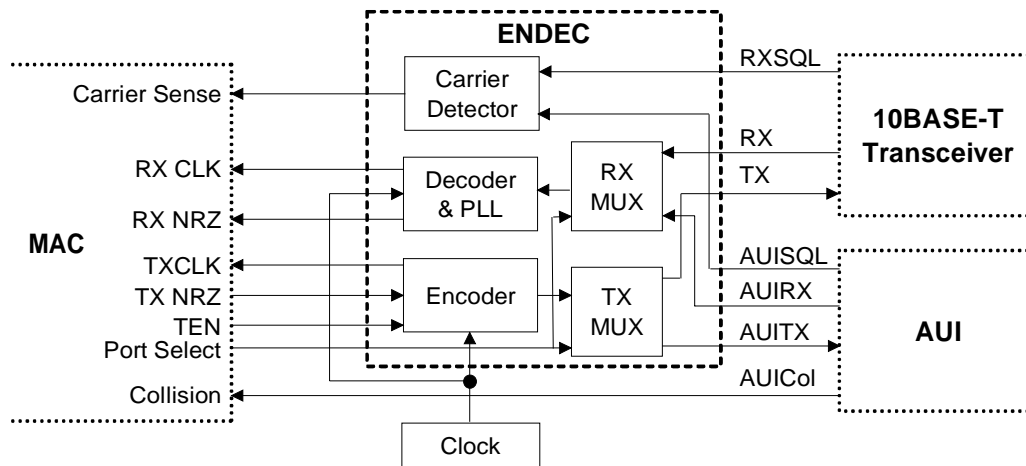 ENDEC
RXSQL
Carrier
Detector
Carrier Sense
10BASE-T
Transceiver
RX
TX
RX CLK
Decoder
& PLL
RX
MUX
RX NRZ
MAC
TXCLK
TX NRZ
TEN
Port Select
Encoder
TX
MUX
AUISQL
AUIRX
AUITX
AUI
AUICol
Collision
Clock